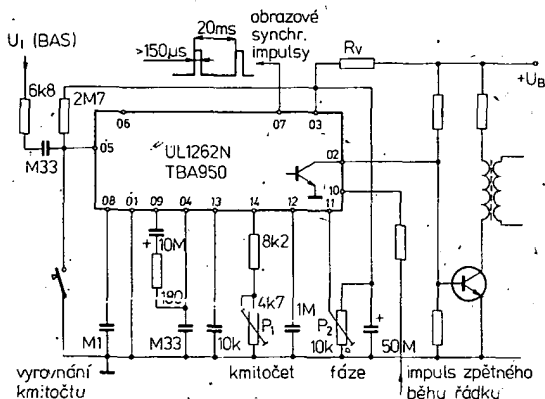 obrazové
synchr.
impulsy
20ms
>150µs
U₁ (BAS)
6k8
2M7
Rᵥ
+U_B
06
07
03
05
M33
UL1262N
TBA950
02
10
08
01
09
04
13
14
12
11
+
10M
180
8k2
4k7
P₁
1M
P₂
10k
+
50M
M1
M33
10k
vyrovnání
kmitočtu
kmitočet
fáze
impuls zpětného
běhu řádku